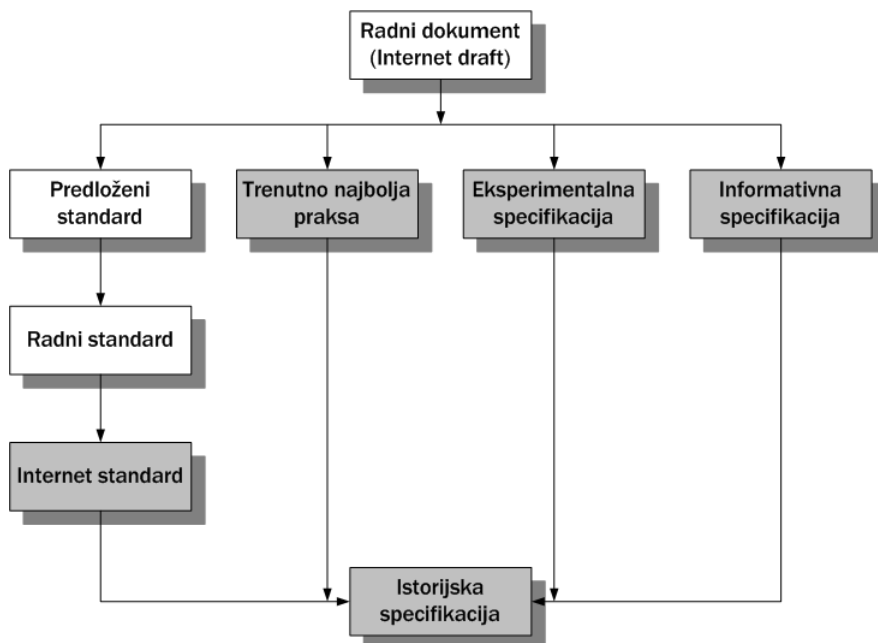 Radni dokument
(Internet draft)
Predloženi
standard
Trenutno najbolja
praksa
Eksperimentalna
specifikacija
Informativna
specifikacija
Radni standard
Internet standard
Istorijska
specifikacija